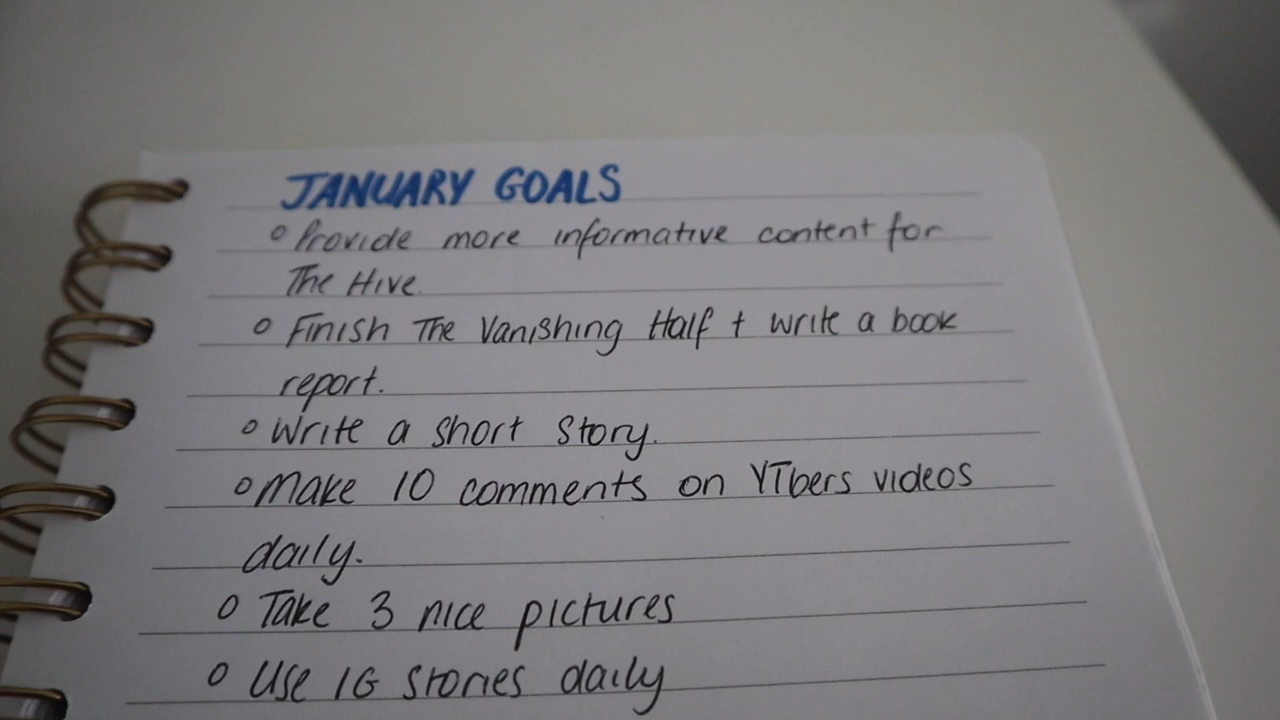 JANUARY GOALS
o Provide more informative content for
The Hive.
o Finish The Vanishing Half + write a book
report.
o Write a short story.
o Make 10 comments on YTbers videos
daily.
o Take 3 nice pictures
o Use IG stories daily